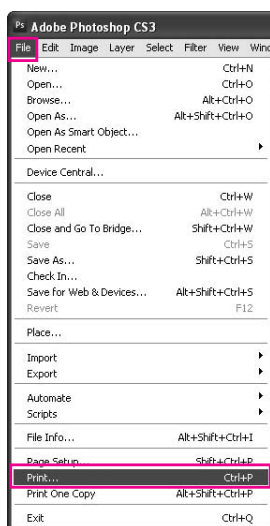 Ps Adobe Photoshop CS3
File Edit Image Layer Select Filter View
New... Ctrl+N
Open... Ctrl+O
Browse... Alt+Ctrl+O
Open As... Alt+Shift+Ctrl+O
Open As Smart Object...
Open Recent
Device Central...
Close Ctrl+W
Close All Alt+Ctrl+W
Close and Go To Bridge... Shift+Ctrl+W
Save Ctrl+S
Save As... Shift+Ctrl+S
Check In...
Save for Web & Devices... Alt+Shift+Ctrl+S
Revert F12
Place...
Import
Export
Automate
Scripts
File Info... Alt+Shift+Ctrl+I
Page Setup... Shift+Ctrl+P
Print... Ctrl+P
Print One Copy Alt+Shift+Ctrl+P
Exit Ctrl+Q